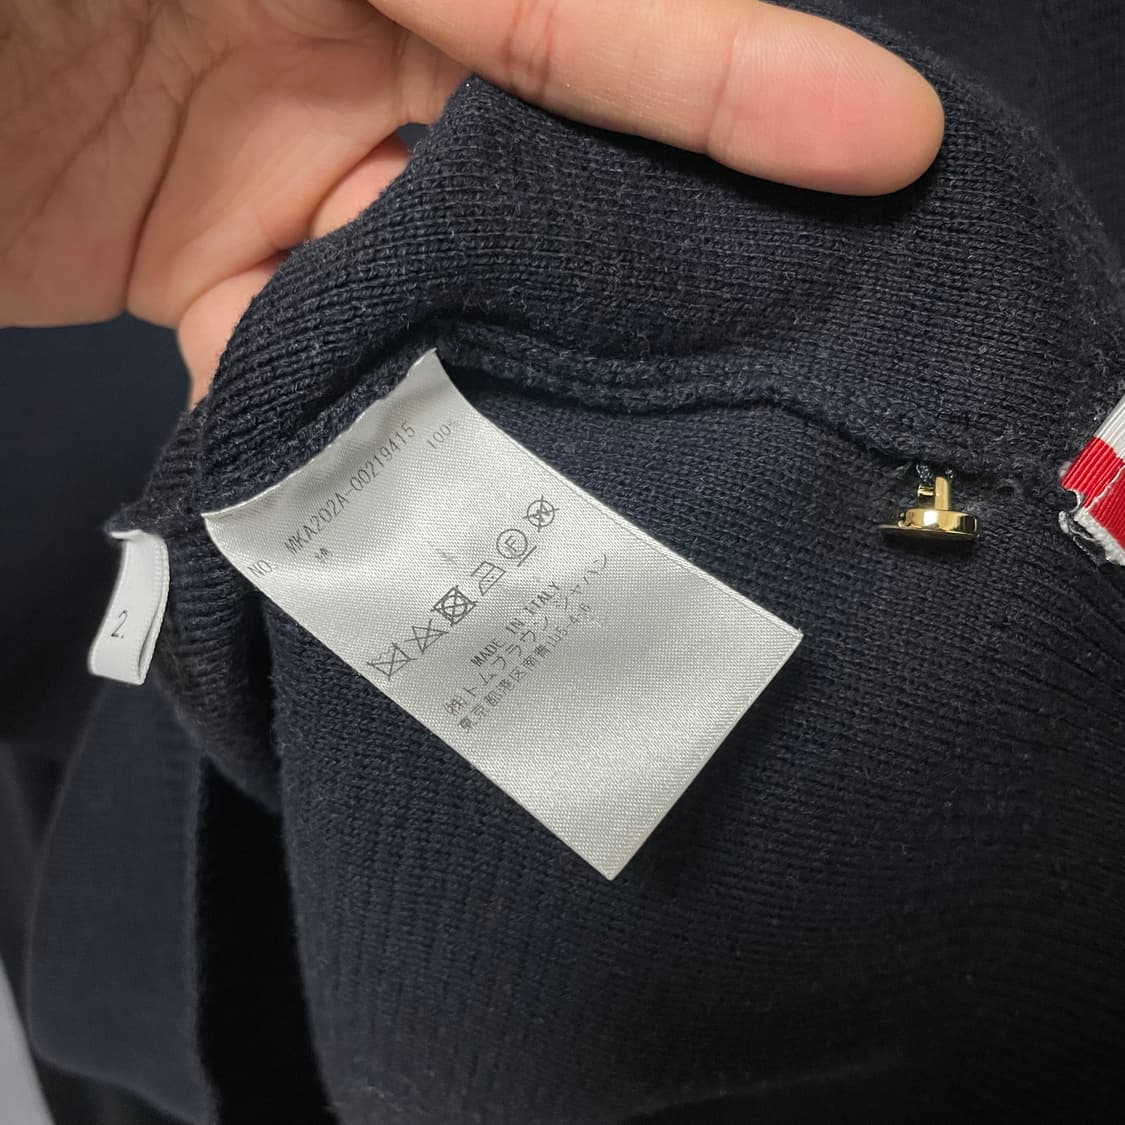 NO. MKA202A-00219415
綿 100%
MADE IN ITALY
㈱トムブラウンジャパン
東京都港区南青山5-4-6
2